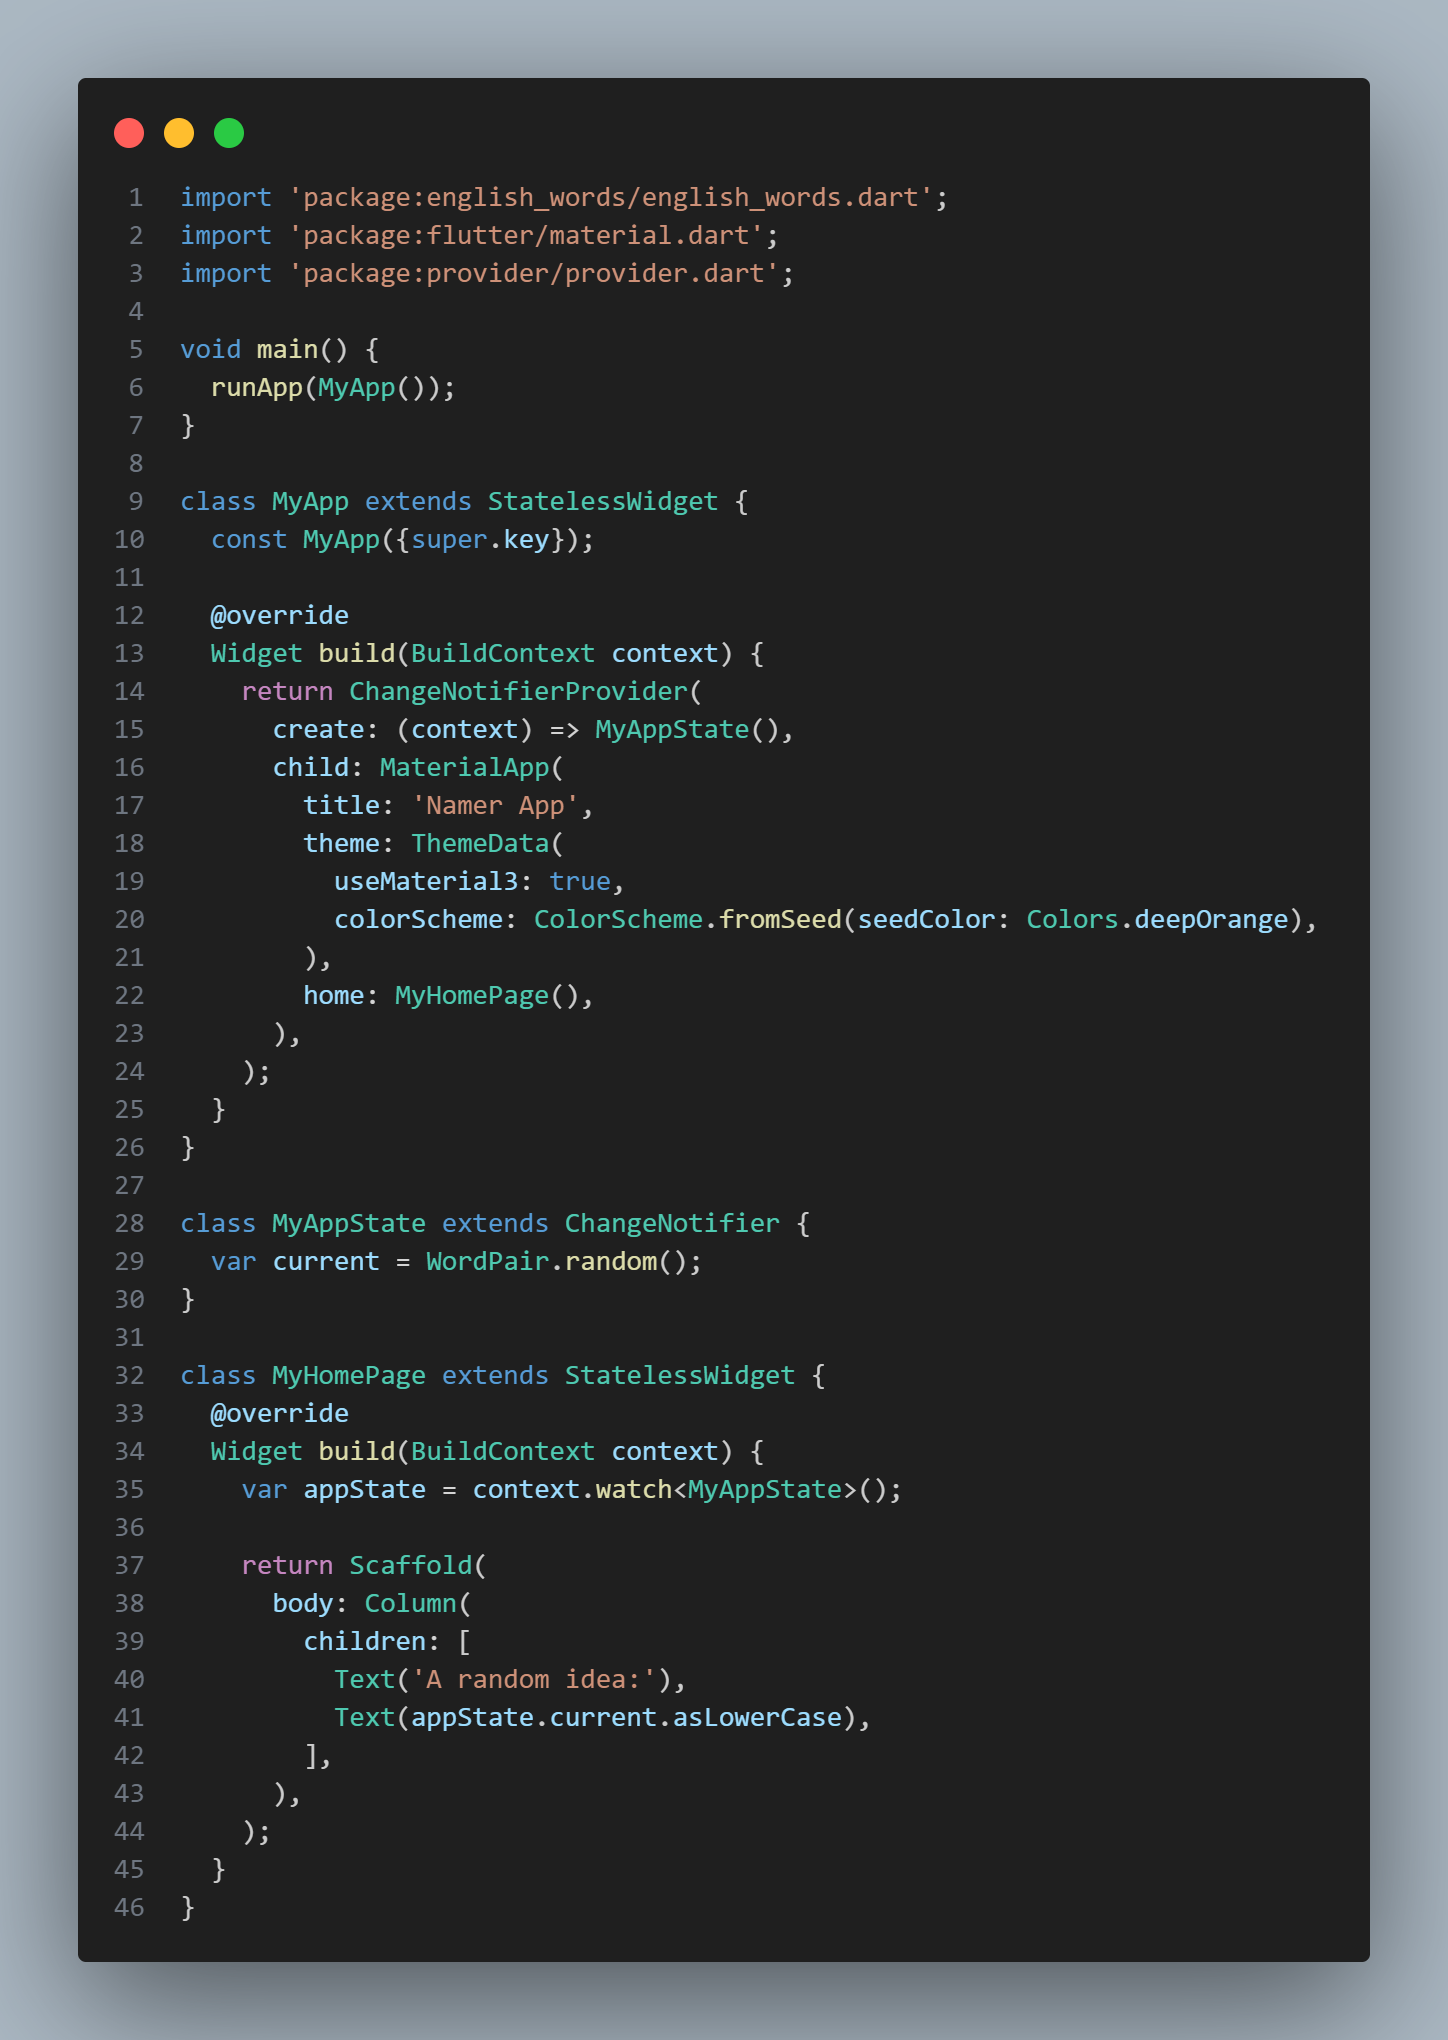 1 import 'package:english_words/english_words.dart';
2 import 'package:flutter/material.dart';
3 import 'package:provider/provider.dart';
4
5 void main() {
6   runApp(MyApp());
7 }
8
9 class MyApp extends StatelessWidget {
10   const MyApp({super.key});
11
12   @override
13   Widget build(BuildContext context) {
14     return ChangeNotifierProvider(
15       create: (context) => MyAppState(),
16       child: MaterialApp(
17         title: 'Namer App',
18         theme: ThemeData(
19           useMaterial3: true,
20           colorScheme: ColorScheme.fromSeed(seedColor: Colors.deepOrange),
21         ),
22         home: MyHomePage(),
23       ),
24     );
25   }
26 }
27
28 class MyAppState extends ChangeNotifier {
29   var current = WordPair.random();
30 }
31
32 class MyHomePage extends StatelessWidget {
33   @override
34   Widget build(BuildContext context) {
35     var appState = context.watch<MyAppState>();
36
37     return Scaffold(
38       body: Column(
39         children: [
40           Text('A random idea:'),
41           Text(appState.current.asLowerCase),
42         ],
43       ),
44     );
45   }
46 }